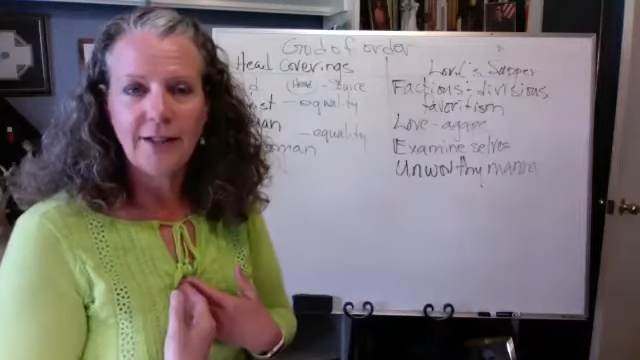 God of order
Head Coverings
(Head - Source
- equality
- equality
Lord's Supper
Factions - divisions
favoritism
Love - agape
Examine selves
Unworthy manner